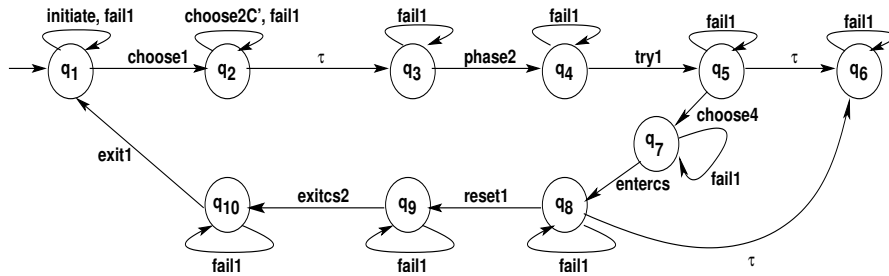 initiate, fail1
choose2C', fail1
fail1
fail1
fail1
fail1
q1
choose1
q2
τ
q3
phase2
q4
try1
q5
τ
q6
choose4
q7
fail1
exit1
entercs
q10
exitcs2
q9
reset1
q8
fail1
fail1
fail1
τ